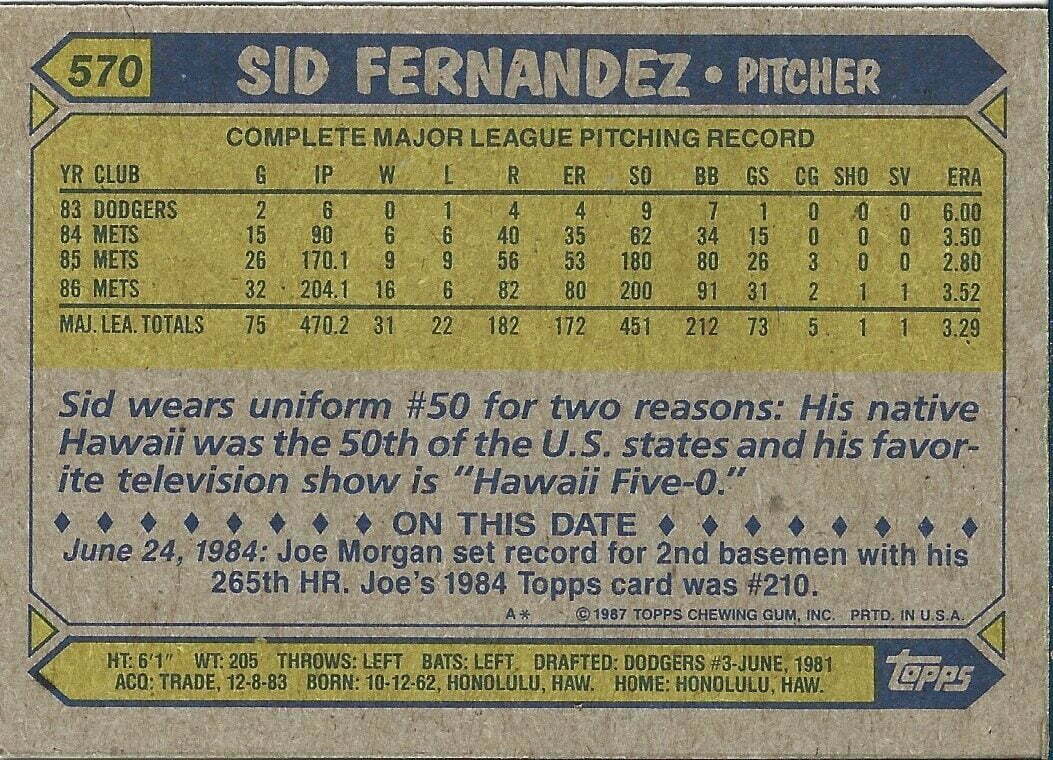 570 SID FERNANDEZ • PITCHER
COMPLETE MAJOR LEAGUE PITCHING RECORD
YR CLUB G IP W L R ER SO BB GS CG SHO SV ERA
83 DODGERS 2 6 0 1 4 4 9 7 1 0 0 0 6.00
84 METS 15 90 6 6 40 35 62 34 15 0 0 0 3.50
85 METS 26 170.1 9 9 56 53 180 80 26 3 0 0 2.80
86 METS 32 204.1 16 6 82 80 200 91 31 2 1 1 3.52
MAJ. LEA. TOTALS 75 470.2 31 22 182 172 451 212 73 5 1 1 3.29
Sid wears uniform #50 for two reasons: His native
Hawaii was the 50th of the U.S. states and his favor-
ite television show is “Hawaii Five-0.”
♦ ♦ ♦ ♦ ♦ ♦ ♦ ♦ ON THIS DATE ♦ ♦ ♦ ♦ ♦ ♦ ♦ ♦
June 24, 1984: Joe Morgan set record for 2nd basemen with his
265th HR. Joe's 1984 Topps card was #210.
A* © 1987 TOPPS CHEWING GUM, INC. PRTD. IN U.S.A.
HT: 6'1" WT: 205 THROWS: LEFT BATS: LEFT DRAFTED: DODGERS #3-JUNE, 1981
ACQ: TRADE, 12-8-83 BORN: 10-12-62, HONOLULU, HAW. HOME: HONOLULU, HAW.
topps